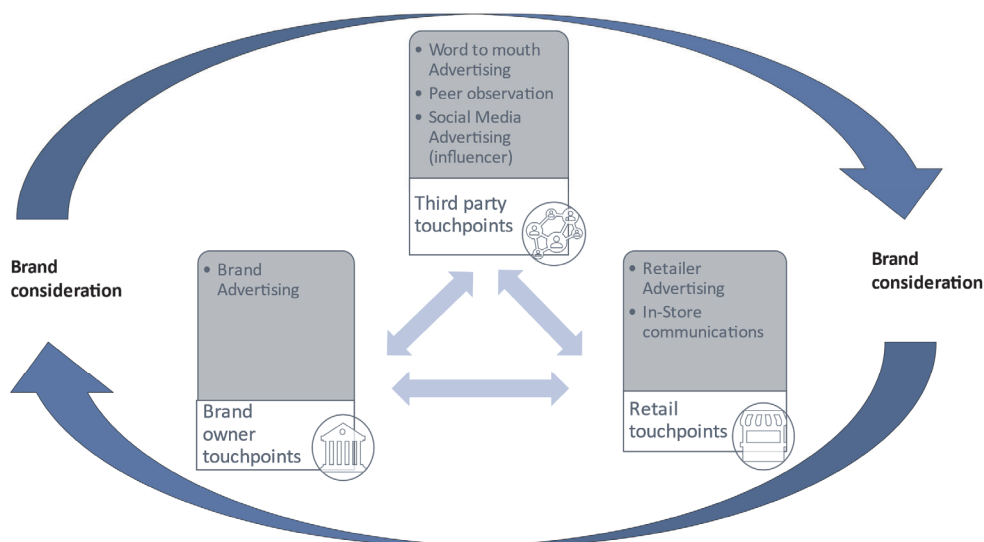 • Word to mouth
Advertising
• Peer observation
• Social Media
Advertising
(influencer)
Third party
touchpoints
Brand
consideration
• Brand
Advertising
Brand
owner
touchpoints
• Retailer
Advertising
• In-Store
communications
Retail
touchpoints
Brand
consideration